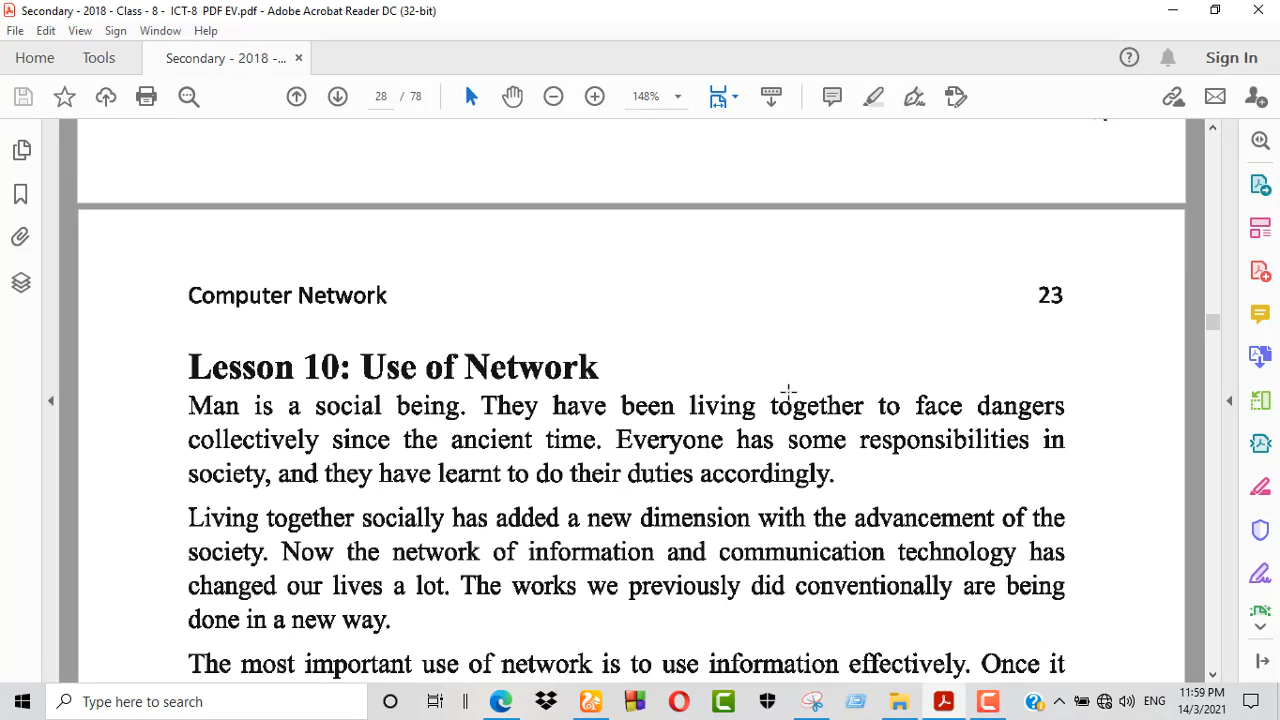 Secondary - 2018 - Class - 8 - ICT-8 PDF EV.pdf - Adobe Acrobat Reader DC (32-bit)
File Edit View Sign Window Help
Home Tools Secondary - 2018 -... × Sign In
28 / 78 148%
Computer Network 23
Lesson 10: Use of Network
Man is a social being. They have been living together to face dangers
collectively since the ancient time. Everyone has some responsibilities in
society, and they have learnt to do their duties accordingly.
Living together socially has added a new dimension with the advancement of the
society. Now the network of information and communication technology has
changed our lives a lot. The works we previously did conventionally are being
done in a new way.
The most important use of network is to use information effectively. Once it
Type here to search ENG 11:59 PM
14/3/2021